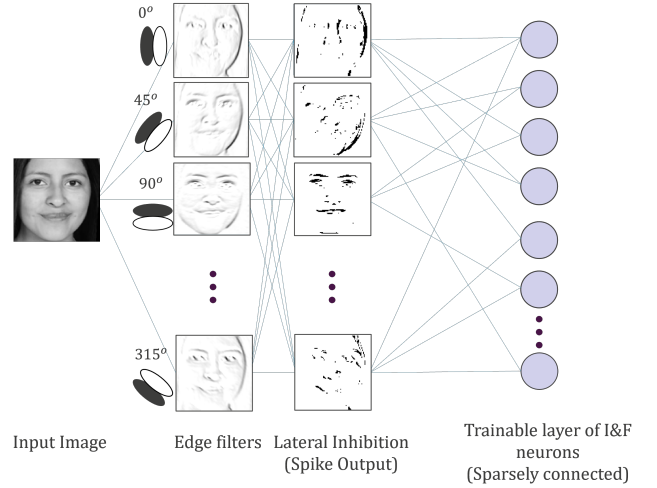 0°
45°
90°
315°
Input Image
Edge filters
Lateral Inhibition
(Spike Output)
Trainable layer of I&F
neurons
(Sparsely connected)